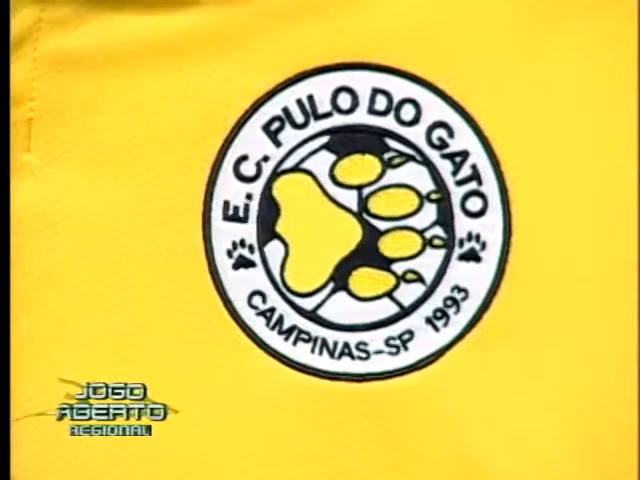 E.C. PULO DO GATO
CAMPINAS-SP 1993
JOGO
ABERTO
REGIONAL